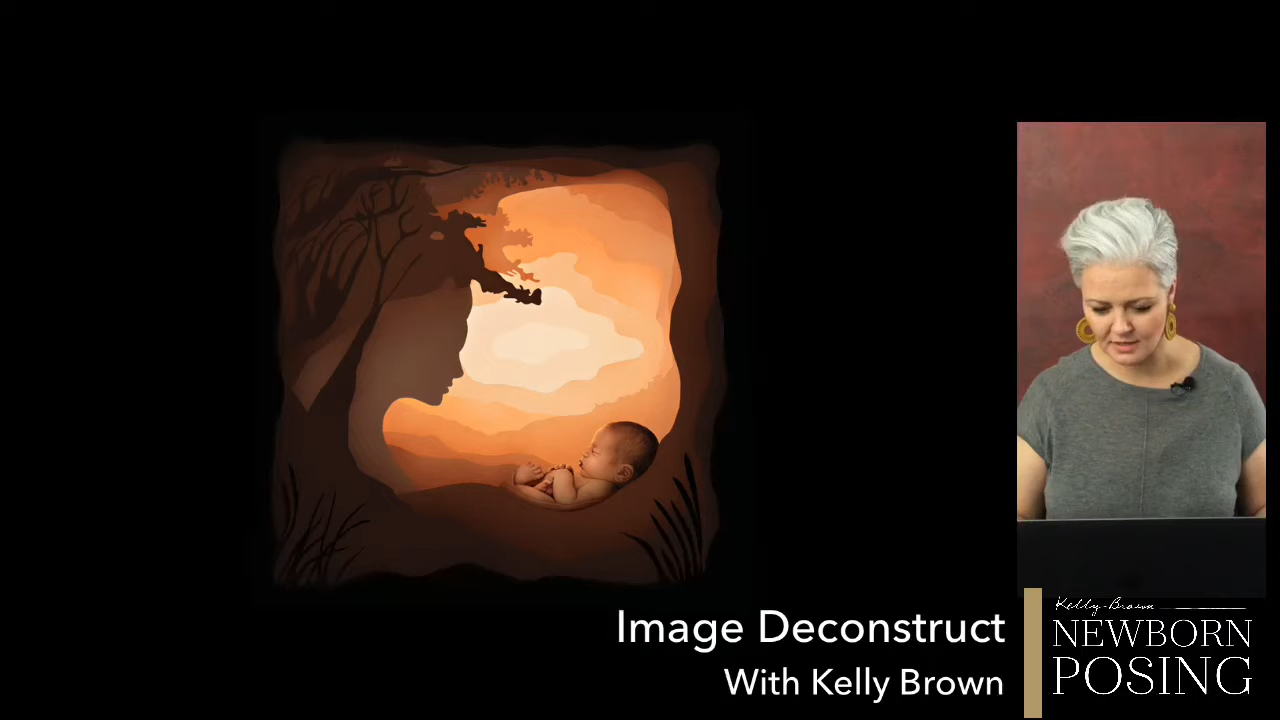 Image Deconstruct
With Kelly Brown
Kelly Brown
NEWBORN
POSING